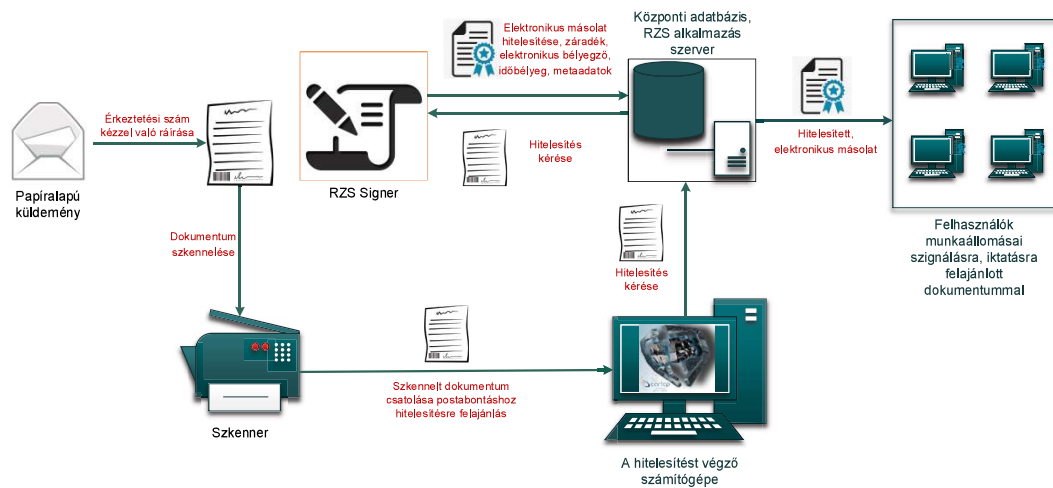 Elektronikus másolat
hitelesítése, záradék,
elektronikus bélyegző,
időbélyeg, metaadatok
Központi adatbázis,
RZS alkalmazás
szerver
Érkeztetési szám
kézzel való ráírása
Hitelesítés
kérése
Hitelesített,
elektronikus másolat
Papíralapú
küldemény
RZS Signer
Felhasználók
munkaállomásai
szignálásra, iktatásra
felajánlott
dokumentummal
Dokumentum
szkennelése
Hitelesítés
kérése
Szkennelt dokumentum
csatolása postabontáshoz
hitelesítésre felajánlás
Szkenner
A hitelesítést végző
számítógépe